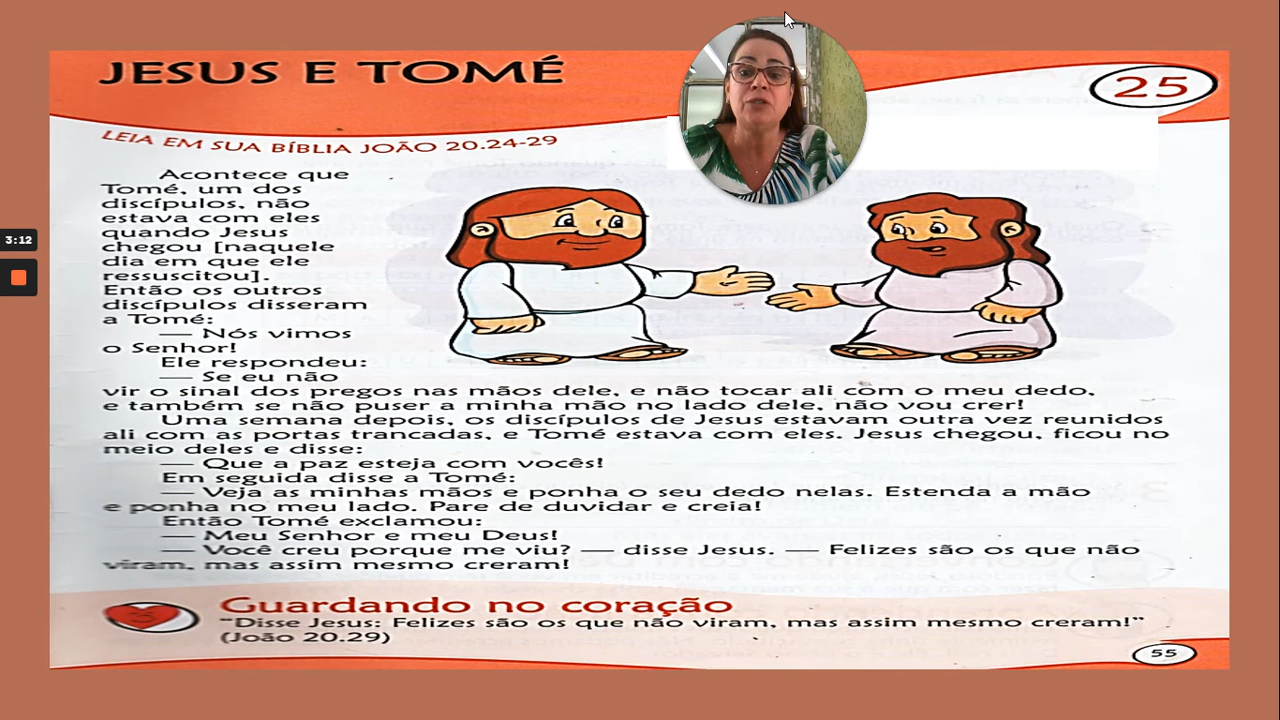 JESUS E TOMÉ
25
LEIA EM SUA BÍBLIA JOÃO 20.24-29
Acontece que
Tomé, um dos
discípulos, não
estava com eles
quando Jesus
chegou [naquele
dia em que ele
ressuscitou].
Então os outros
discípulos disseram
a Tomé:
— Nós vimos
o Senhor!
Ele respondeu:
— Se eu não
vir o sinal dos pregos nas mãos dele, e não tocar ali com o meu dedo,
e também se não puser a minha mão no lado dele, não vou crer!
Uma semana depois, os discípulos de Jesus estavam outra vez reunidos
ali com as portas trancadas, e Tomé estava com eles. Jesus chegou, ficou no
meio deles e disse:
— Que a paz esteja com vocês!
Em seguida disse a Tomé:
— Veja as minhas mãos e ponha o seu dedo nelas. Estenda a mão
e ponha no meu lado. Pare de duvidar e creia!
Então Tomé exclamou:
— Meu Senhor e meu Deus!
— Você creu porque me viu? — disse Jesus. — Felizes são os que não
viram, mas assim mesmo creram!
Guardando no coração
“Disse Jesus: Felizes são os que não viram, mas assim mesmo creram!”
(João 20.29)
55
3:12